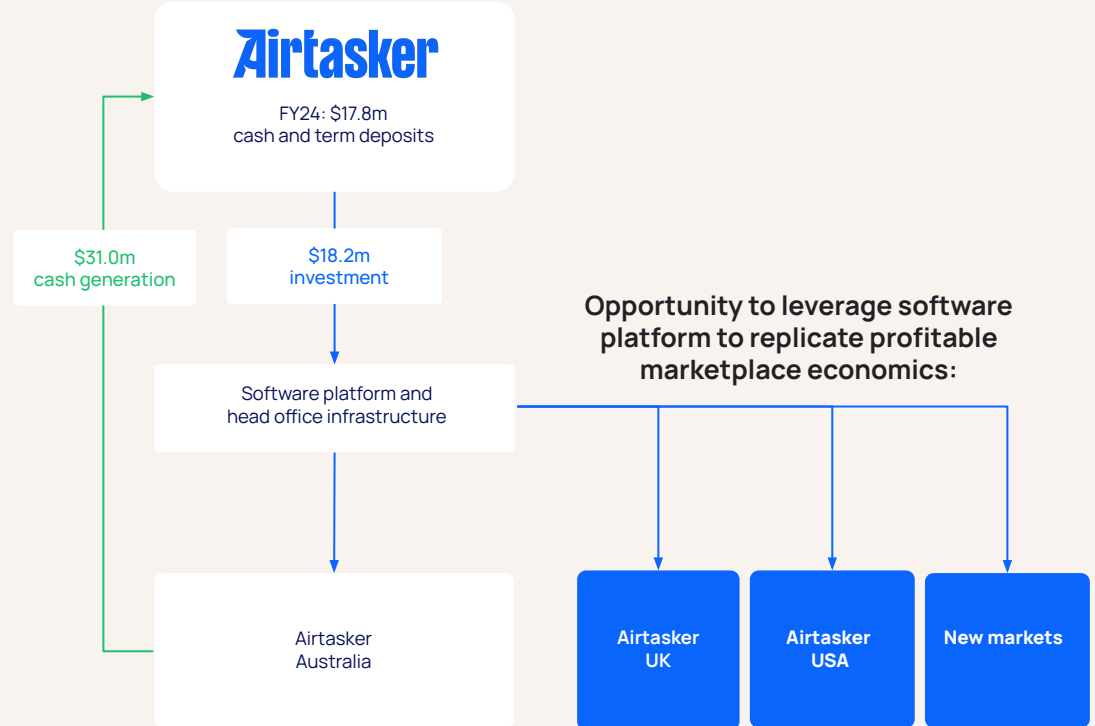 Airtasker
FY24: $17.8m
cash and term deposits
$31.0m
cash generation
$18.2m
investment
Opportunity to leverage software
platform to replicate profitable
marketplace economics:
Software platform and
head office infrastructure
Airtasker
Australia
Airtasker
UK
Airtasker
USA
New markets